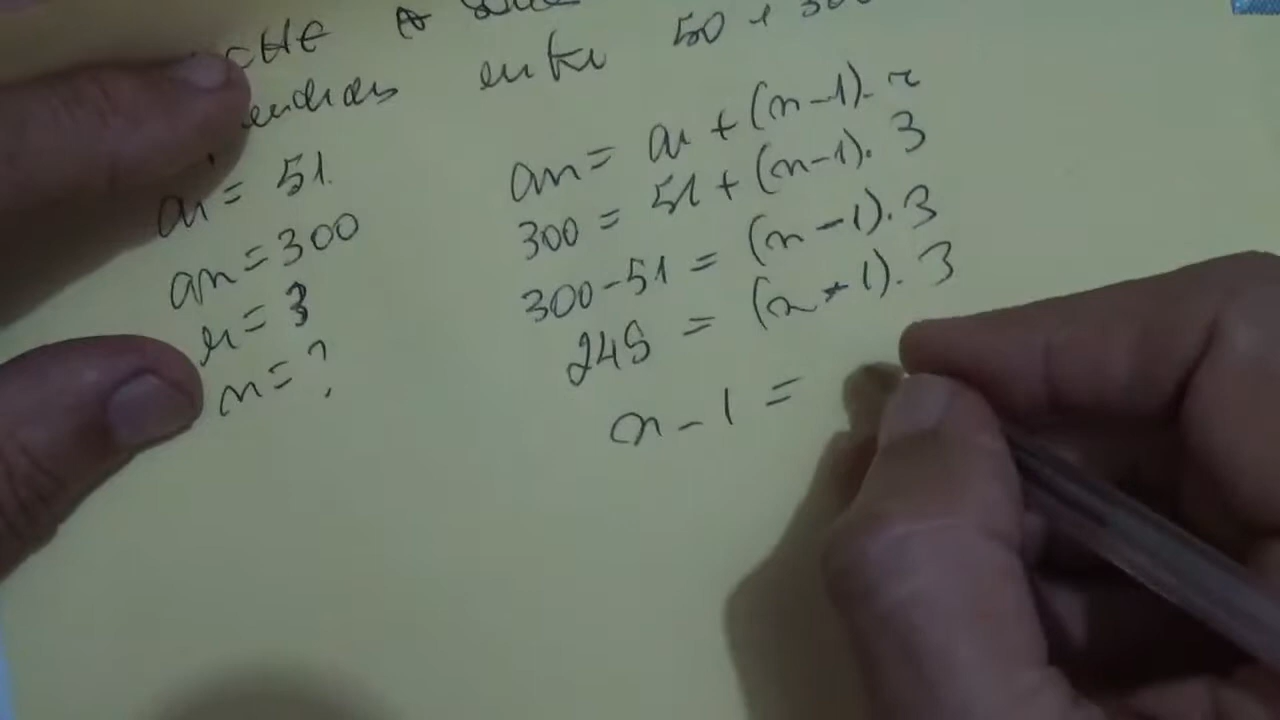 entre 50 e 300
a1 = 51
an = 300
r = 3
n = ?
an = a1 + (n-1). r
300 = 51 + (n-1). 3
300-51 = (n-1). 3
249 = (n-1). 3
n - 1 =